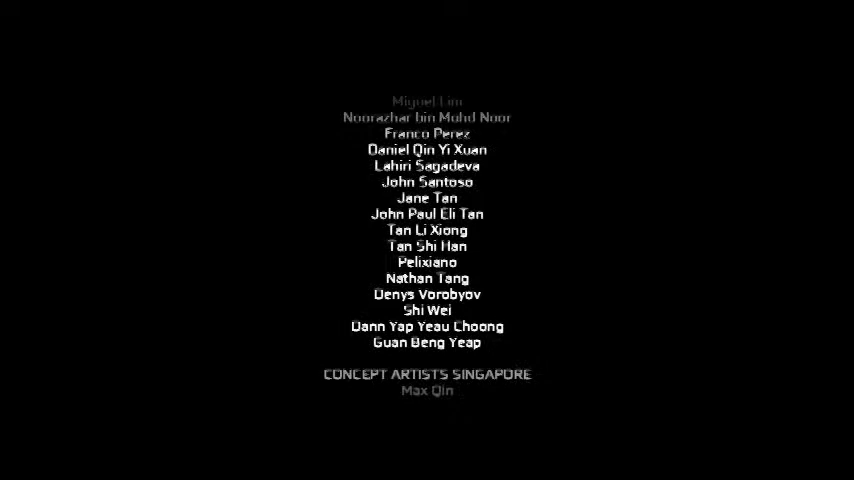 Miguel Lim
Noorazhar bin Mohd Noor
Franco Perez
Daniel Qin Yi Xuan
Lahiri Sagadeva
John Santoso
Jane Tan
John Paul Eli Tan
Tan Li Xiong
Tan Shi Han
Pelixiano
Nathan Tang
Denys Vorobyov
Shi Wei
Dann Yap Yeau Choong
Guan Beng Yeap
CONCEPT ARTISTS SINGAPORE
Max Qin